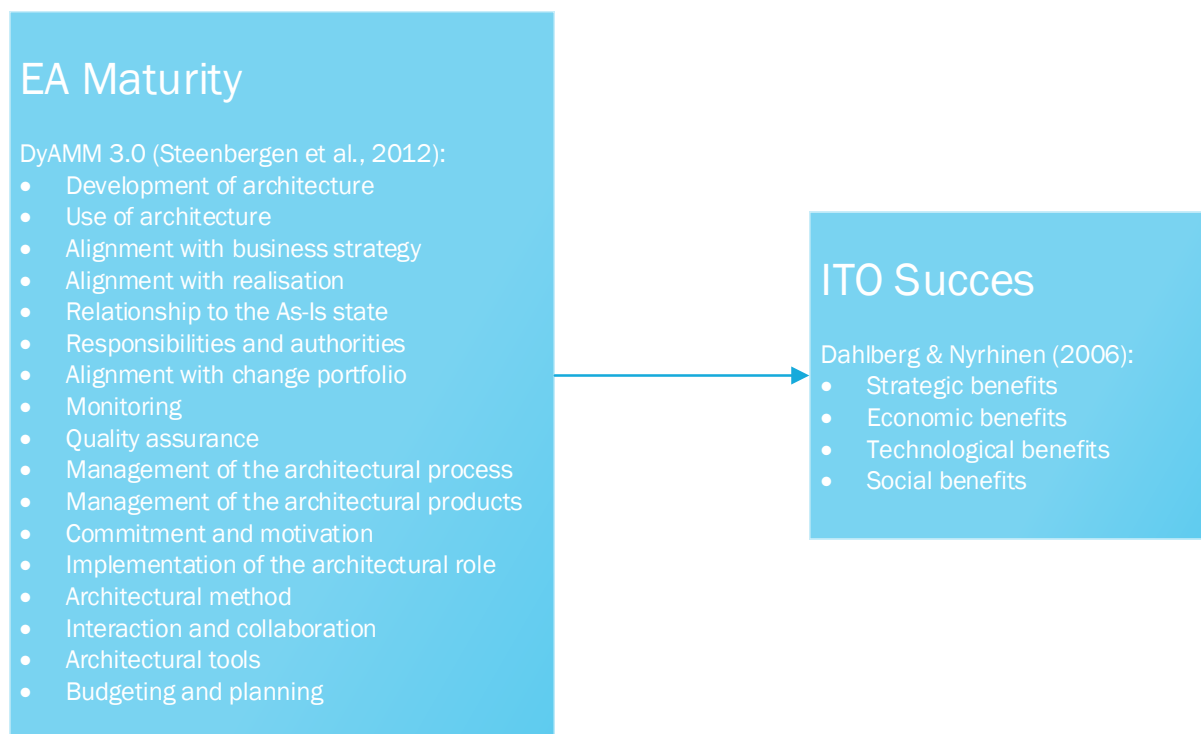 EA Maturity
DyAMM 3.0 (Steenbergen et al., 2012):
• Development of architecture
• Use of architecture
• Alignment with business strategy
• Alignment with realisation
• Relationship to the As-Is state
• Responsibilities and authorities
• Alignment with change portfolio
• Monitoring
• Quality assurance
• Management of the architectural process
• Management of the architectural products
• Commitment and motivation
• Implementation of the architectural role
• Architectural method
• Interaction and collaboration
• Architectural tools
• Budgeting and planning
ITO Succes
Dahlberg & Nyrhinen (2006):
• Strategic benefits
• Economic benefits
• Technological benefits
• Social benefits